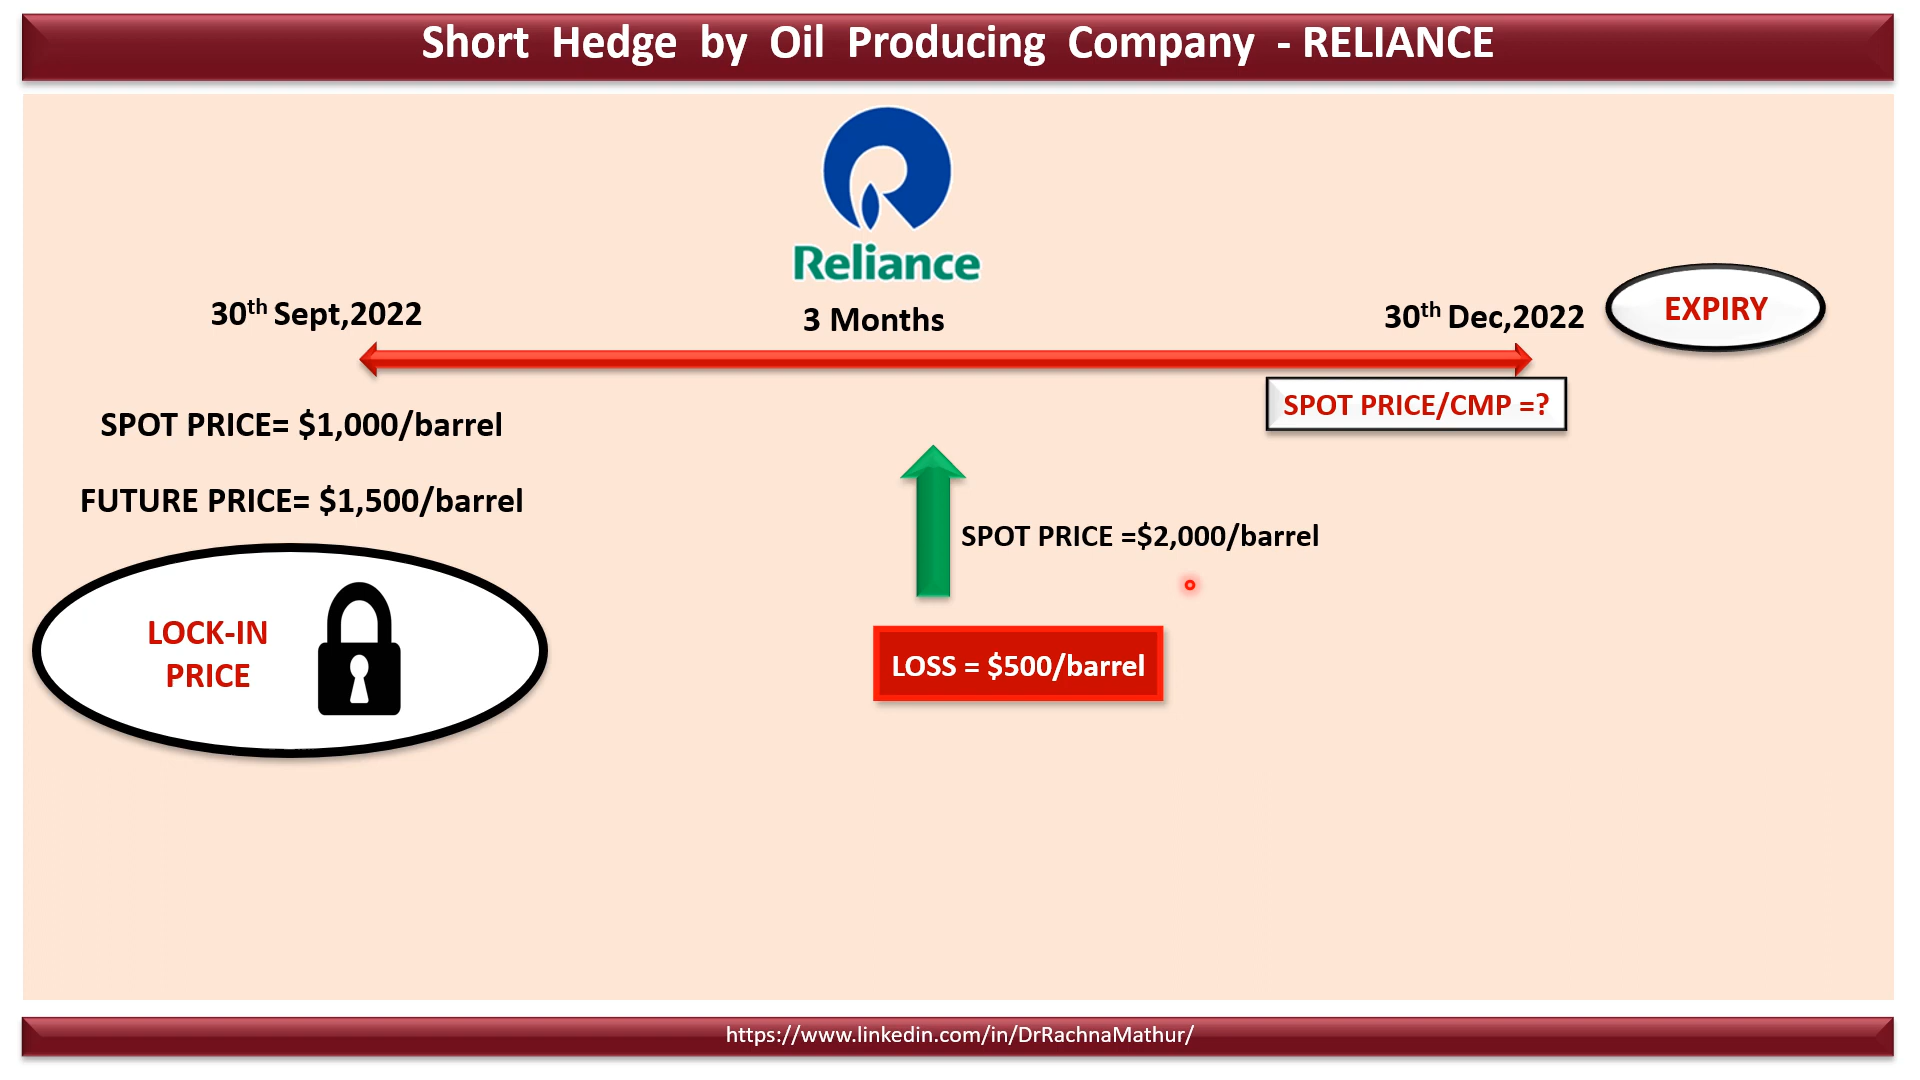 Short Hedge by Oil Producing Company - RELIANCE
Reliance
30th Sept,2022
3 Months
30th Dec,2022
EXPIRY
SPOT PRICE/CMP =?
SPOT PRICE= $1,000/barrel
FUTURE PRICE= $1,500/barrel
SPOT PRICE =$2,000/barrel
LOCK-IN
PRICE
LOSS = $500/barrel
https://www.linkedin.com/in/DrRachnaMathur/